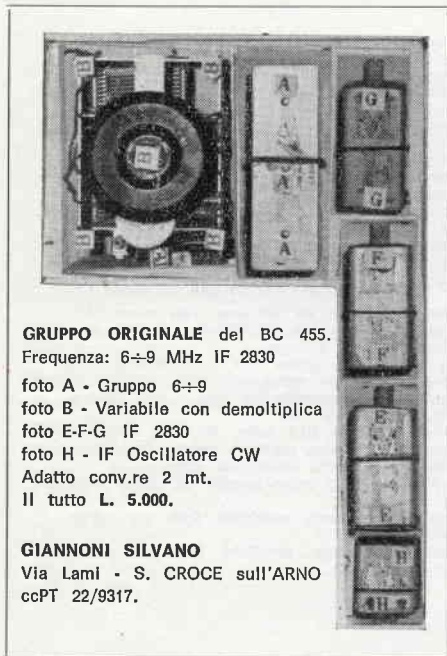 B
B
B
B
B
A
A
A
G
G
F
F
E
E
H
H
GRUPPO ORIGINALE del BC 455.
Frequenza: 6÷9 MHz IF 2830
foto A - Gruppo 6÷9
foto B - Variabile con demoltiplica
foto E-F-G IF 2830
foto H - IF Oscillatore CW
Adatto conv.re 2 mt.
Il tutto L. 5.000.
GIANNONI SILVANO
Via Lami - S. CROCE sull'ARNO
ccPT 22/9317.